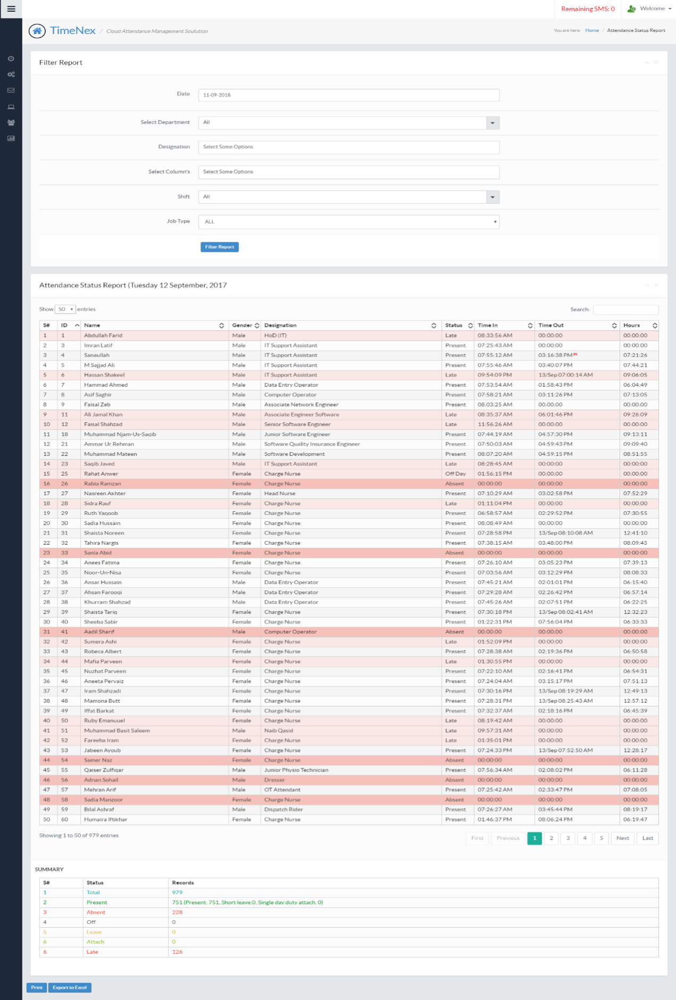 Remaining SMS: 0 Welcome
TimeNex / Cloud Attendance Management Soulution You are here: Home / Attendance Status Report
Filter Report
Date 11-09-2018
Select Department All
Designation Select Some Options
Select Column's Select Some Options
Shift All
Job Type ALL
Filter Report
Attendance Status Report (Tuesday 12 September, 2017
Show 50 entries Search:
S# ID Name Gender Designation Status Time In Time Out Hours
1 1 Abdullah Farid Male HoD (IT) Late 08:33:56 AM 00:00:00 00:00:00
2 3 Imran Latif Male IT Support Assistant Present 07:25:43 AM 00:00:00 00:00:00
3 4 Sanaullah Male IT Support Assistant Present 07:55:12 AM 03:16:38 PM m 07:21:26
4 5 M Sajjad Ali Male IT Support Assistant Present 07:55:46 AM 03:40:07 PM 07:44:21
5 6 Hassan Shakeel Male IT Support Assistant Late 09:54:09 PM 13/Sep 07:00:14 AM 09:06:05
6 7 Hammad Ahmed Male Data Entry Operator Present 07:53:54 AM 01:58:43 PM 06:04:49
7 8 Asif Saghir Male Computer Operator Present 07:58:21 AM 03:11:26 PM 07:13:05
8 9 Faisal Zeb Male Associate Network Engineer Present 08:03:25 AM 00:00:00 00:00:00
9 11 Ali Jamal Khan Male Associate Engineer Software Late 08:35:37 AM 06:01:46 PM 09:26:09
10 12 Faisal Shahzad Male Senior Software Engineer Late 11:56:26 AM 00:00:00 00:00:00
11 18 Muhammad Njam-Us-Saqib Male Junior Software Engineer Present 07:44:19 AM 04:57:30 PM 09:13:11
12 21 Ammar Ur Rehman Male Software Quality Insurance Engineer Present 07:50:03 AM 04:59:43 PM 09:09:40
13 22 Muhammad Mateen Male Software Development Present 08:07:20 AM 04:59:15 PM 08:51:55
14 23 Saqib Javed Male IT Support Assistant Late 08:28:45 AM 00:00:00 00:00:00
15 25 Rahat Anwer Female Charge Nurse Off Day 01:56:15 PM 00:00:00 00:00:00
16 26 Rabia Ramzan Female Charge Nurse Absent 00:00:00 00:00:00 00:00:00
17 27 Nasreen Akhter Female Head Nurse Present 07:10:29 AM 03:02:58 PM 07:52:29
18 28 Sidra Rauf Female Charge Nurse Late 01:11:04 PM 00:00:00 00:00:00
19 29 Ruth Yaqoob Female Charge Nurse Present 06:58:57 AM 02:29:52 PM 07:30:55
20 30 Sadia Hussain Female Charge Nurse Present 08:08:49 AM 00:00:00 00:00:00
21 31 Shaista Noreen Female Charge Nurse Present 07:28:58 PM 13/Sep 08:10:08 AM 12:41:10
22 32 Tahira Nargis Female Charge Nurse Present 07:38:15 AM 03:48:00 PM 08:09:45
23 33 Sania Abid Female Charge Nurse Absent 00:00:00 00:00:00 00:00:00
24 34 Anees Fatima Female Charge Nurse Present 07:26:10 AM 03:05:23 PM 07:39:13
25 35 Noor-Un-Nisa Female Charge Nurse Present 07:03:56 AM 03:12:29 PM 08:08:33
26 36 Ansar Hussain Male Data Entry Operator Present 07:45:21 AM 02:01:01 PM 06:15:40
27 37 Ahsan Farooqi Male Data Entry Operator Present 07:29:28 AM 02:26:42 PM 06:57:14
28 38 Khurram Shahzad Male Data Entry Operator Present 07:45:26 AM 02:07:51 PM 06:22:25
29 39 Shaista Tariq Female Charge Nurse Present 07:30:18 PM 13/Sep 08:02:41 AM 12:32:23
30 40 Sheeba Sabir Female Charge Nurse Present 01:22:31 PM 07:56:04 PM 06:33:33
31 41 Aadil Sharif Male Computer Operator Absent 00:00:00 00:00:00 00:00:00
32 42 Sumera Ashi Female Charge Nurse Late 01:52:09 PM 00:00:00 00:00:00
33 43 Robeca Albert Female Charge Nurse Present 07:28:38 AM 02:19:36 PM 06:50:58
34 44 Mafia Parveen Female Charge Nurse Late 01:30:55 PM 00:00:00 00:00:00
35 45 Nuzhat Parveen Female Charge Nurse Present 07:22:10 AM 02:16:41 PM 06:54:31
36 46 Aneeta Pervaiz Female Charge Nurse Present 07:24:04 AM 03:15:17 PM 07:51:13
37 47 Iram Shahzadi Female Charge Nurse Present 07:30:16 PM 13/Sep 08:19:29 AM 12:49:13
38 48 Mamona Butt Female Charge Nurse Present 07:28:31 PM 13/Sep 08:25:43 AM 12:57:12
39 49 Iffat Barkat Female Charge Nurse Present 07:32:37 AM 02:18:16 PM 06:45:39
40 50 Ruby Emanuuel Female Charge Nurse Late 08:19:42 AM 00:00:00 00:00:00
41 51 Muhammad Basit Saleem Male Naib Qasid Late 09:57:31 AM 00:00:00 00:00:00
42 52 Fareeha Iram Female Charge Nurse Late 01:35:01 PM 00:00:00 00:00:00
43 53 Jabeen Ayoub Female Charge Nurse Present 07:24:33 PM 13/Sep 07:52:50 AM 12:28:17
44 54 Samer Naz Female Charge Nurse Absent 00:00:00 00:00:00 00:00:00
45 55 Qaiser Zulfiqar Male Junior Physio Technician Present 07:56:34 AM 02:08:02 PM 06:11:28
46 56 Adnan Sohail Male Dresser Absent 00:00:00 00:00:00 00:00:00
47 57 Mehran Arif Male OT Attendant Present 07:25:42 AM 02:33:47 PM 07:08:05
48 58 Sadia Manzoor Female Charge Nurse Absent 00:00:00 00:00:00 00:00:00
49 59 Bilal Ashraf Male Dispatch Rider Present 07:26:27 AM 03:45:44 PM 08:19:17
50 60 Humaira Iftikhar Female Charge Nurse Present 01:46:37 PM 08:06:24 PM 06:19:47
Showing 1 to 50 of 979 entries First Previous 1 2 3 4 5 Next Last
SUMMARY
S# Status Records
1 Total 979
2 Present 751 (Present: 751, Short leave:0, Single day duty attach: 0)
3 Absent 228
4 Off 0
5 Leave 0
6 Attach 0
6 Late 126
Print Export to Excel